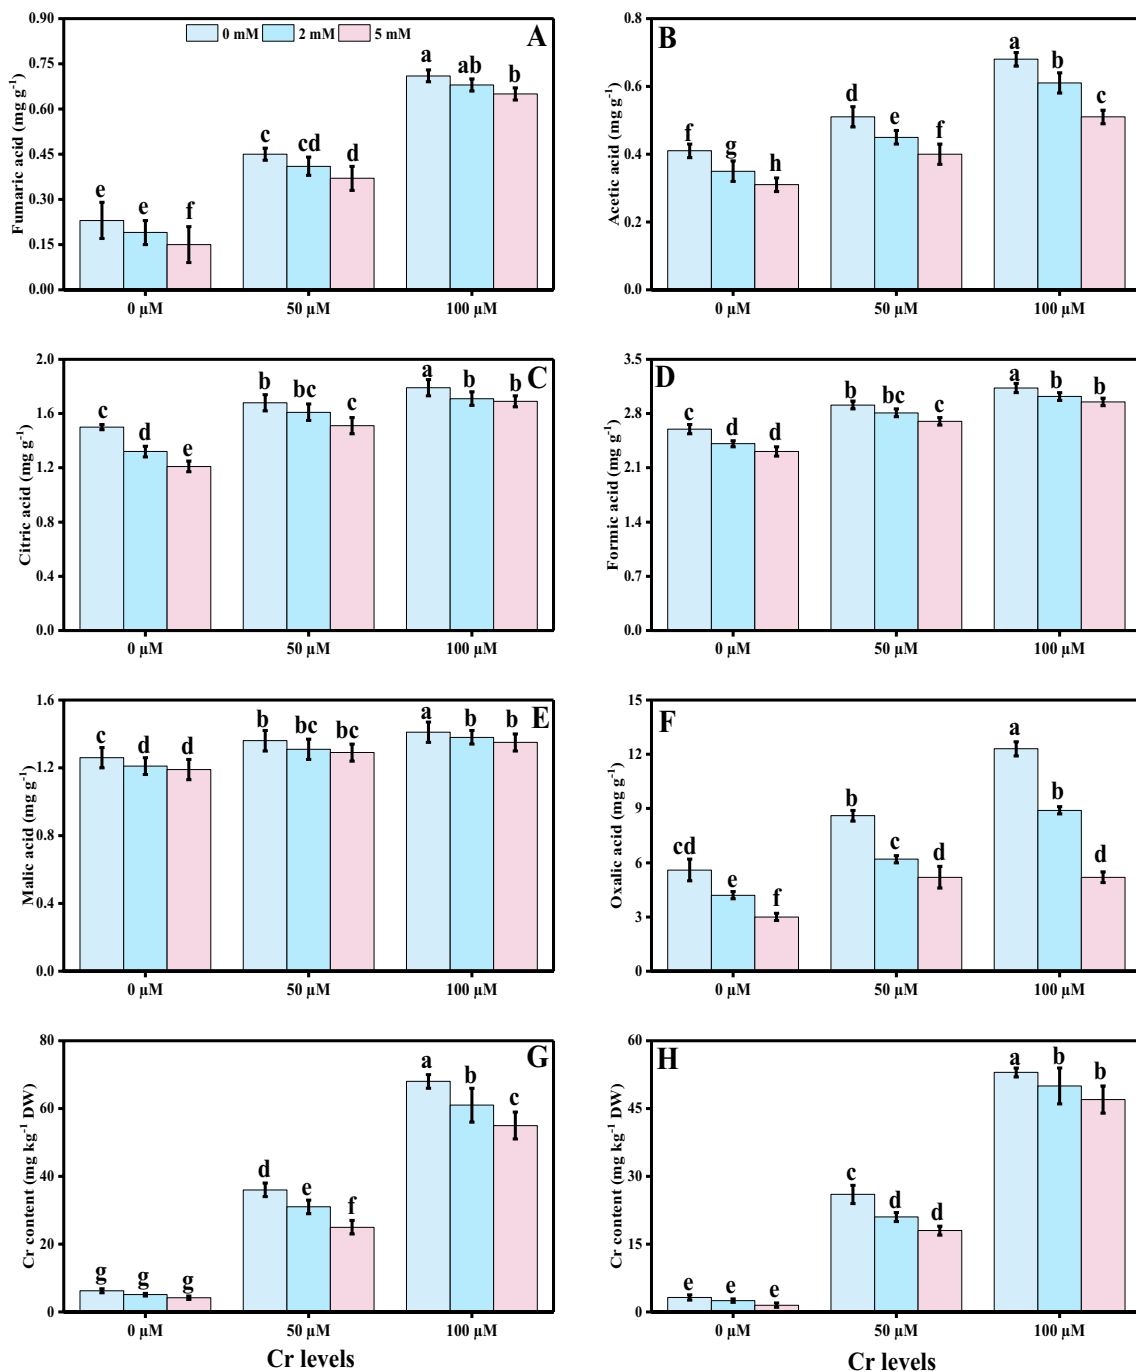 A
0 mM 2 mM 5 mM
Fumaric acid (mg g-1)
0.90
0.75
0.60
0.45
0.30
0.15
0.00
e e f
c cd d
a ab b
0 µM 50 µM 100 µM
B
Acetic acid (mg g-1)
0.8
0.6
0.4
0.2
0.0
f g h
d e f
a b c
0 µM 50 µM 100 µM
C
Citric acid (mg g-1)
2.0
1.6
1.2
0.8
0.4
0.0
c d e
b bc c
a b b
0 µM 50 µM 100 µM
D
Formic acid (mg g-1)
3.5
2.8
2.1
1.4
0.7
0.0
c d d
b bc c
a b b
0 µM 50 µM 100 µM
E
Malic acid (mg g-1)
1.6
1.2
0.8
0.4
0.0
c d d
b bc bc
a b b
0 µM 50 µM 100 µM
F
Oxalic acid (mg g-1)
15
12
9
6
3
0
cd e f
b c d
a b d
0 µM 50 µM 100 µM
G
Cr content (mg kg-1 DW)
80
60
40
20
0
g g g
d e f
a b c
0 µM 50 µM 100 µM
Cr levels
H
Cr content (mg kg-1 DW)
60
45
30
15
0
e e e
c d d
a b b
0 µM 50 µM 100 µM
Cr levels